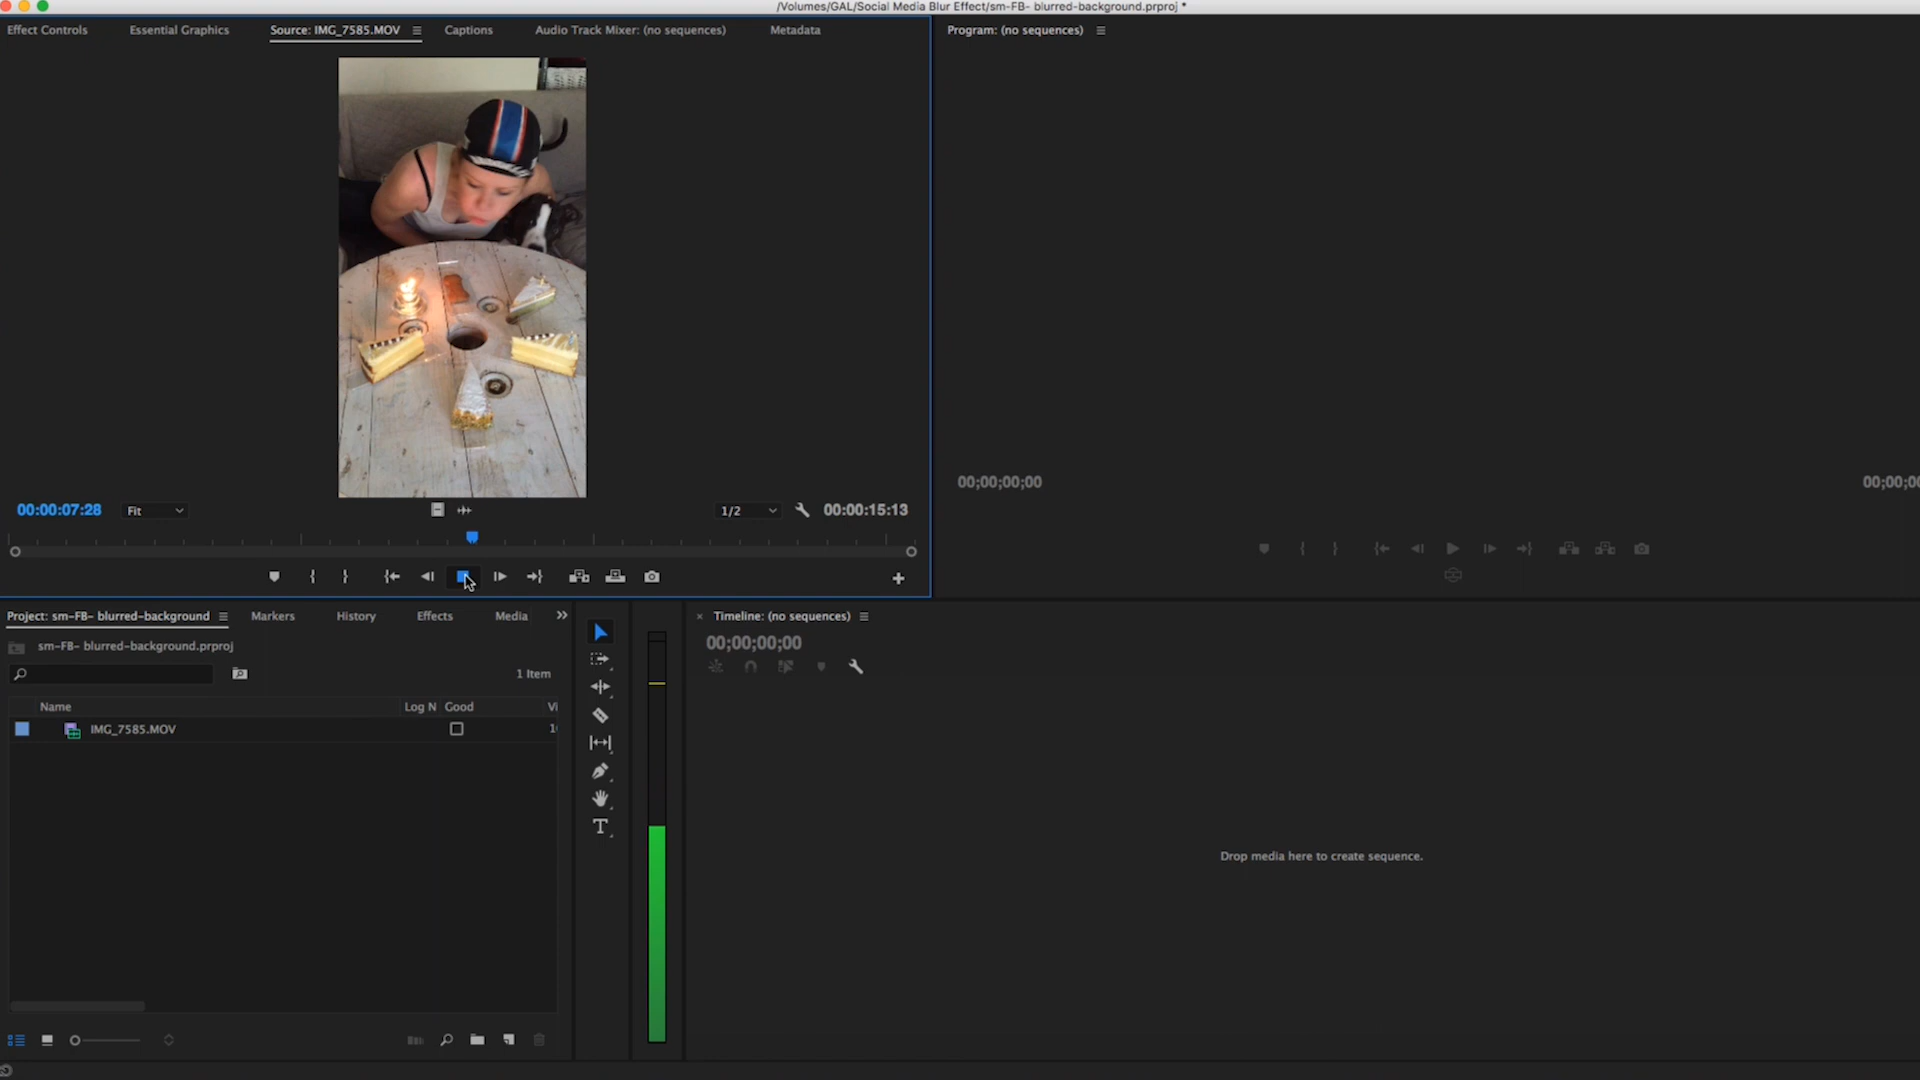 /Volumes/GAL/Social Media Blur Effect/sm-FB- blurred-background.prproj *
Effect Controls
Essential Graphics
Source: IMG_7585.MOV
Captions
Audio Track Mixer: (no sequences)
Metadata
Program: (no sequences)
00;00;00;00
00;00;00
00:00:07:28
Fit
1/2
00:00:15:13
Project: sm-FB- blurred-background
Markers
History
Effects
Media
Timeline: (no sequences)
00;00;00;00
sm-FB- blurred-background.prproj
1 Item
Name
Log N
Good
Vi
IMG_7585.MOV
Drop media here to create sequence.